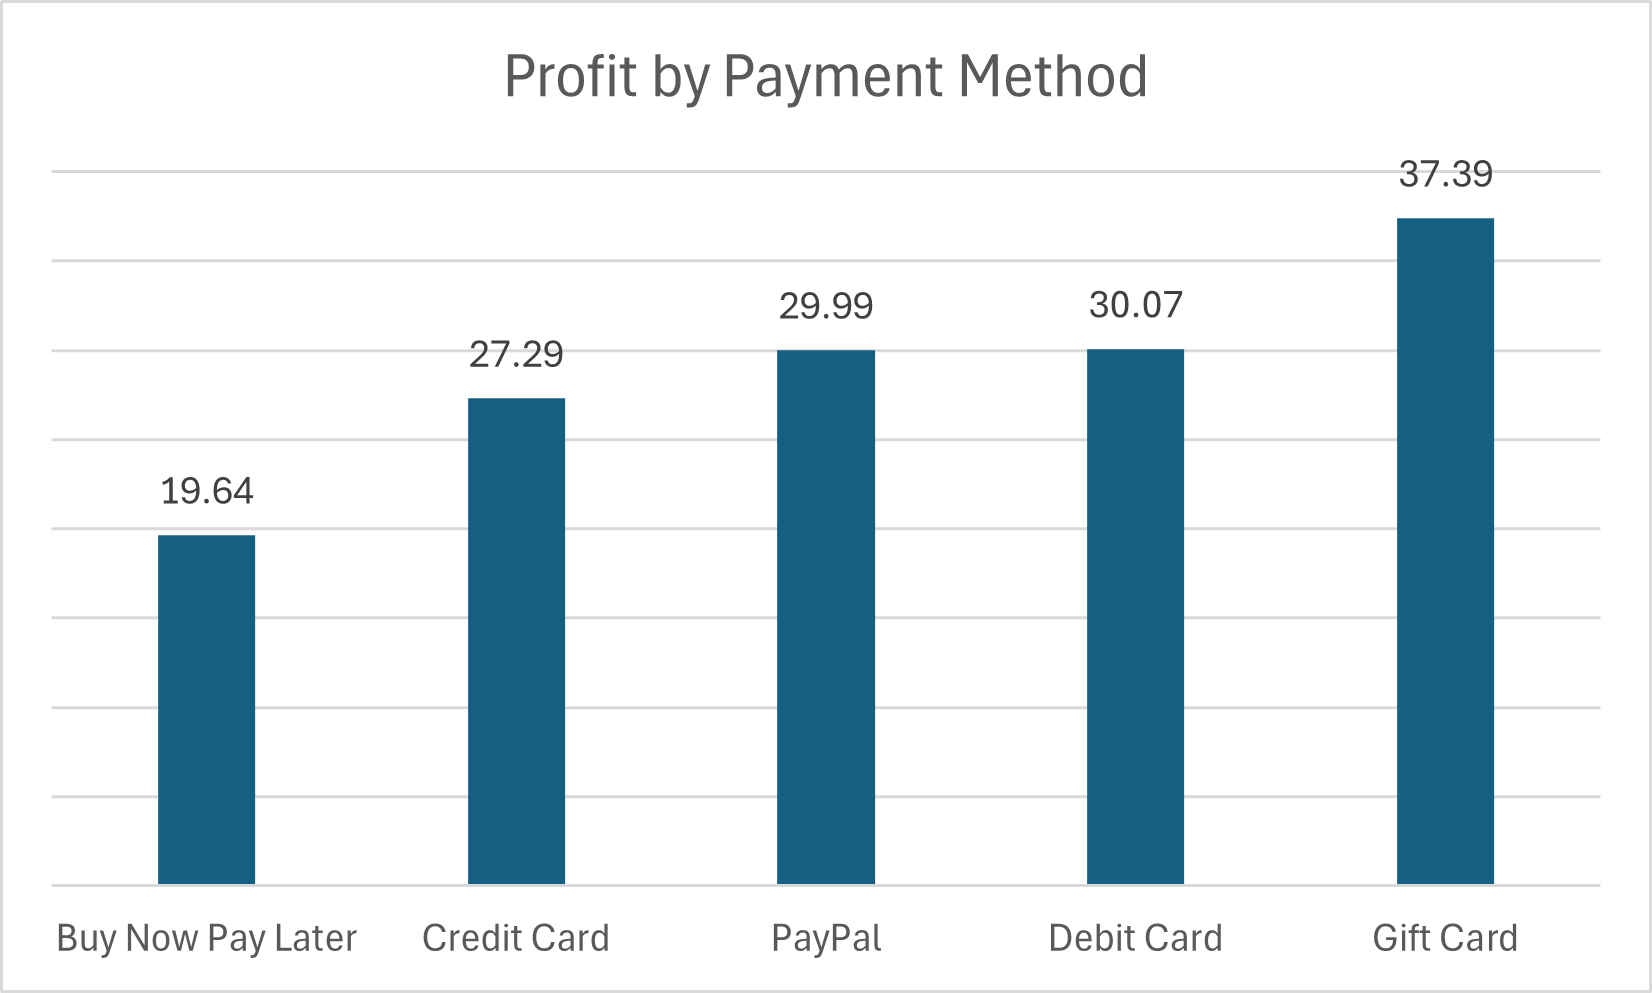 Profit by Payment Method
37.39
29.99
30.07
27.29
19.64
Buy Now Pay Later
Credit Card
PayPal
Debit Card
Gift Card